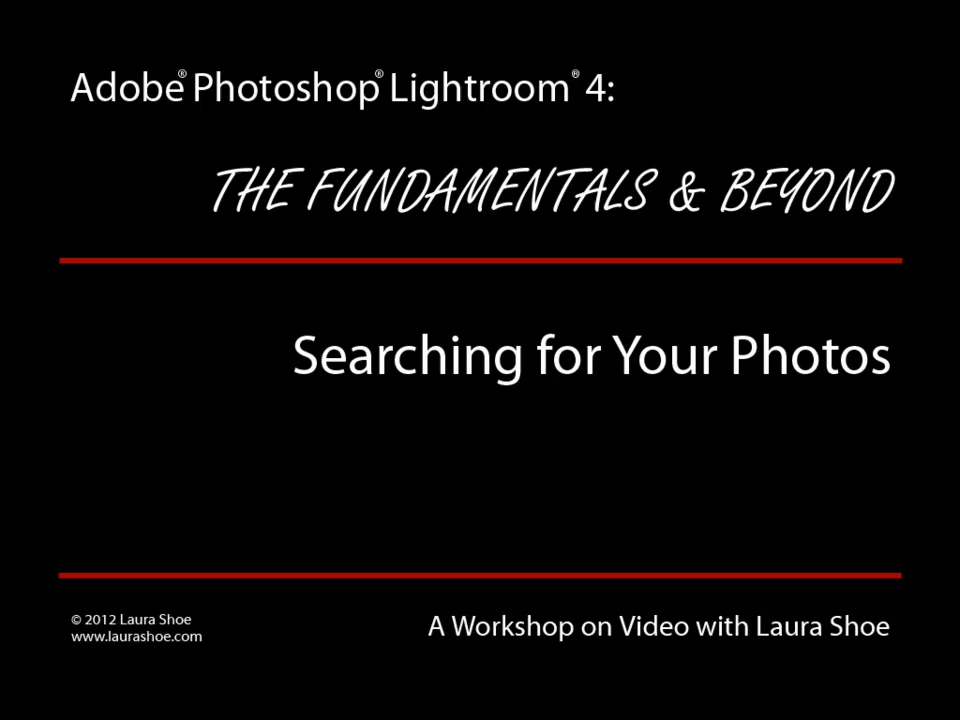 Adobe® Photoshop® Lightroom® 4:
THE FUNDAMENTALS & BEYOND
Searching for Your Photos
© 2012 Laura Shoe
www.laurashoe.com
A Workshop on Video with Laura Shoe